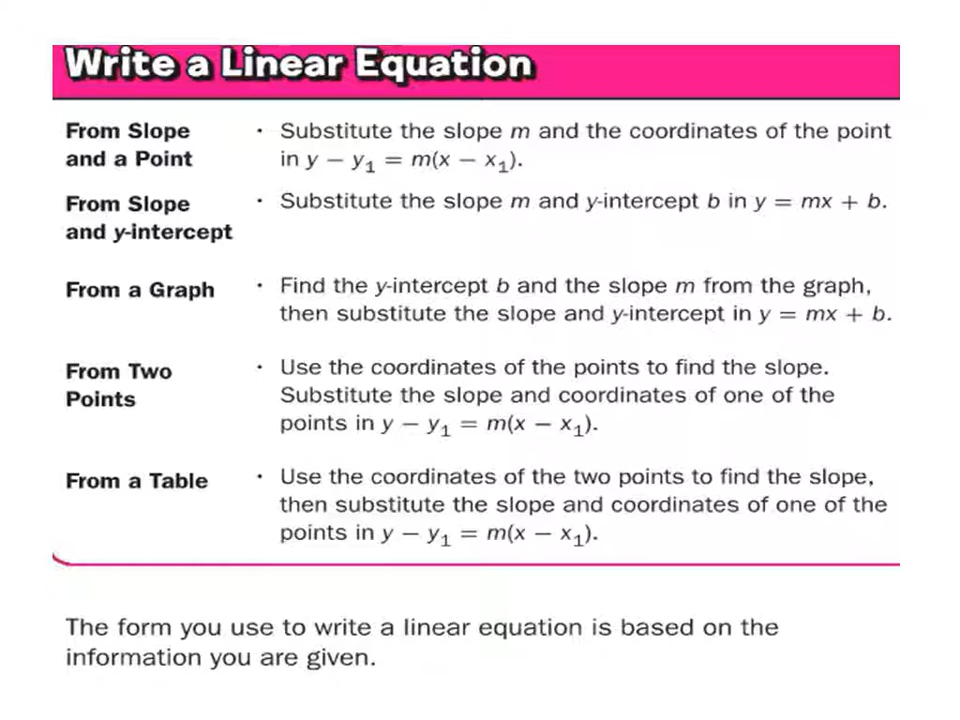 Write a Linear Equation
From Slope
and a Point
• Substitute the slope m and the coordinates of the point
in y − y₁ = m(x − x₁).
From Slope
and y-intercept
• Substitute the slope m and y-intercept b in y = mx + b.
From a Graph
• Find the y-intercept b and the slope m from the graph,
then substitute the slope and y-intercept in y = mx + b.
From Two
Points
• Use the coordinates of the points to find the slope.
Substitute the slope and coordinates of one of the
points in y − y₁ = m(x − x₁).
From a Table
• Use the coordinates of the two points to find the slope,
then substitute the slope and coordinates of one of the
points in y − y₁ = m(x − x₁).
The form you use to write a linear equation is based on the
information you are given.